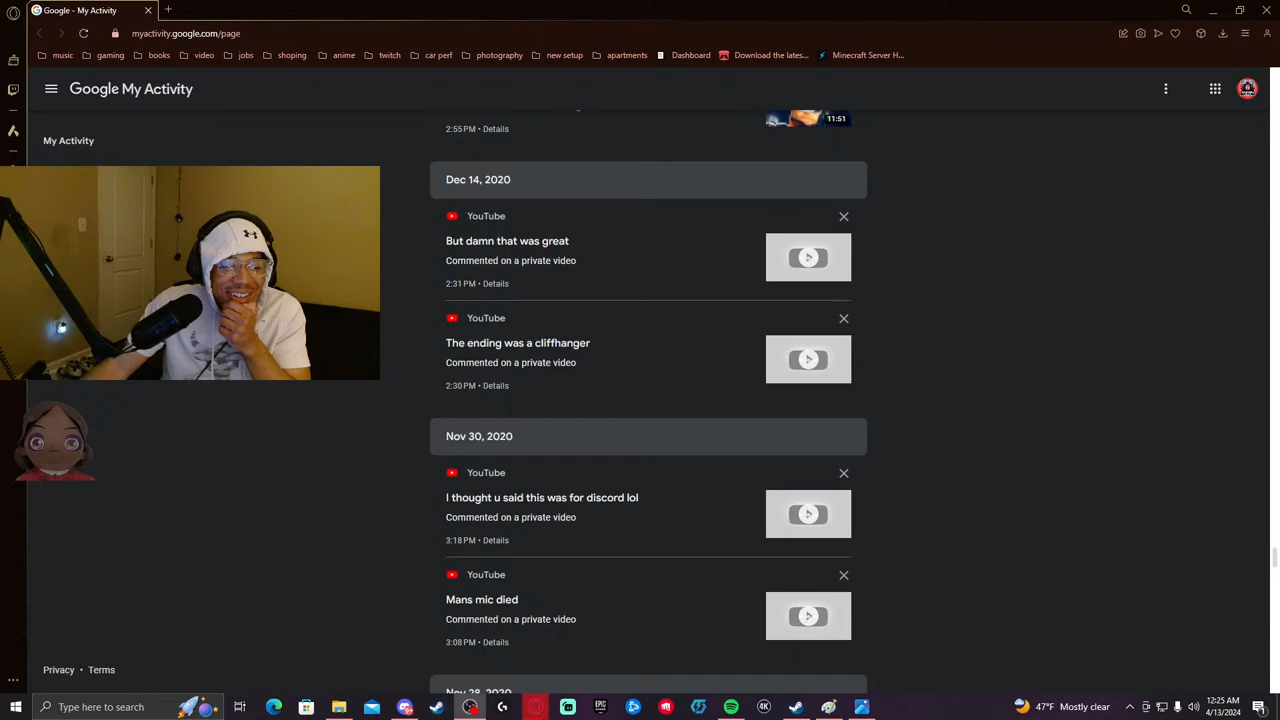 Google - My Activity
myactivity.google.com/page
music gaming books video jobs shoping anime twitch car perf photography new setup apartments Dashboard Download the lates... Minecraft Server H...
Google My Activity
My Activity
11:51
2:55 PM • Details
Dec 14, 2020
YouTube
But damn that was great
Commented on a private video
2:31 PM • Details
YouTube
The ending was a cliffhanger
Commented on a private video
2:30 PM • Details
Nov 30, 2020
YouTube
I thought u said this was for discord lol
Commented on a private video
3:18 PM • Details
YouTube
Mans mic died
Commented on a private video
3:08 PM • Details
Nov 28, 2020
Privacy • Terms
Type here to search
47°F Mostly clear
12:25 AM
4/13/2024